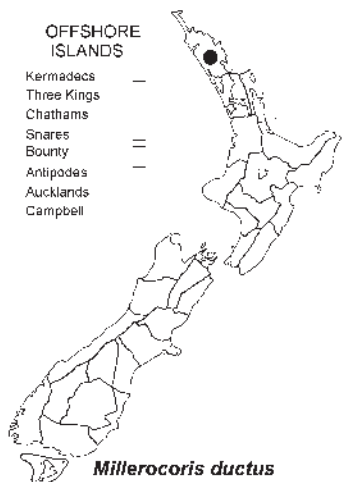 OFFSHORE
ISLANDS
Kermadecs
Three Kings
Chathams
Snares
Bounty
Antipodes
Aucklands
Campbell
Millerocoris ductus